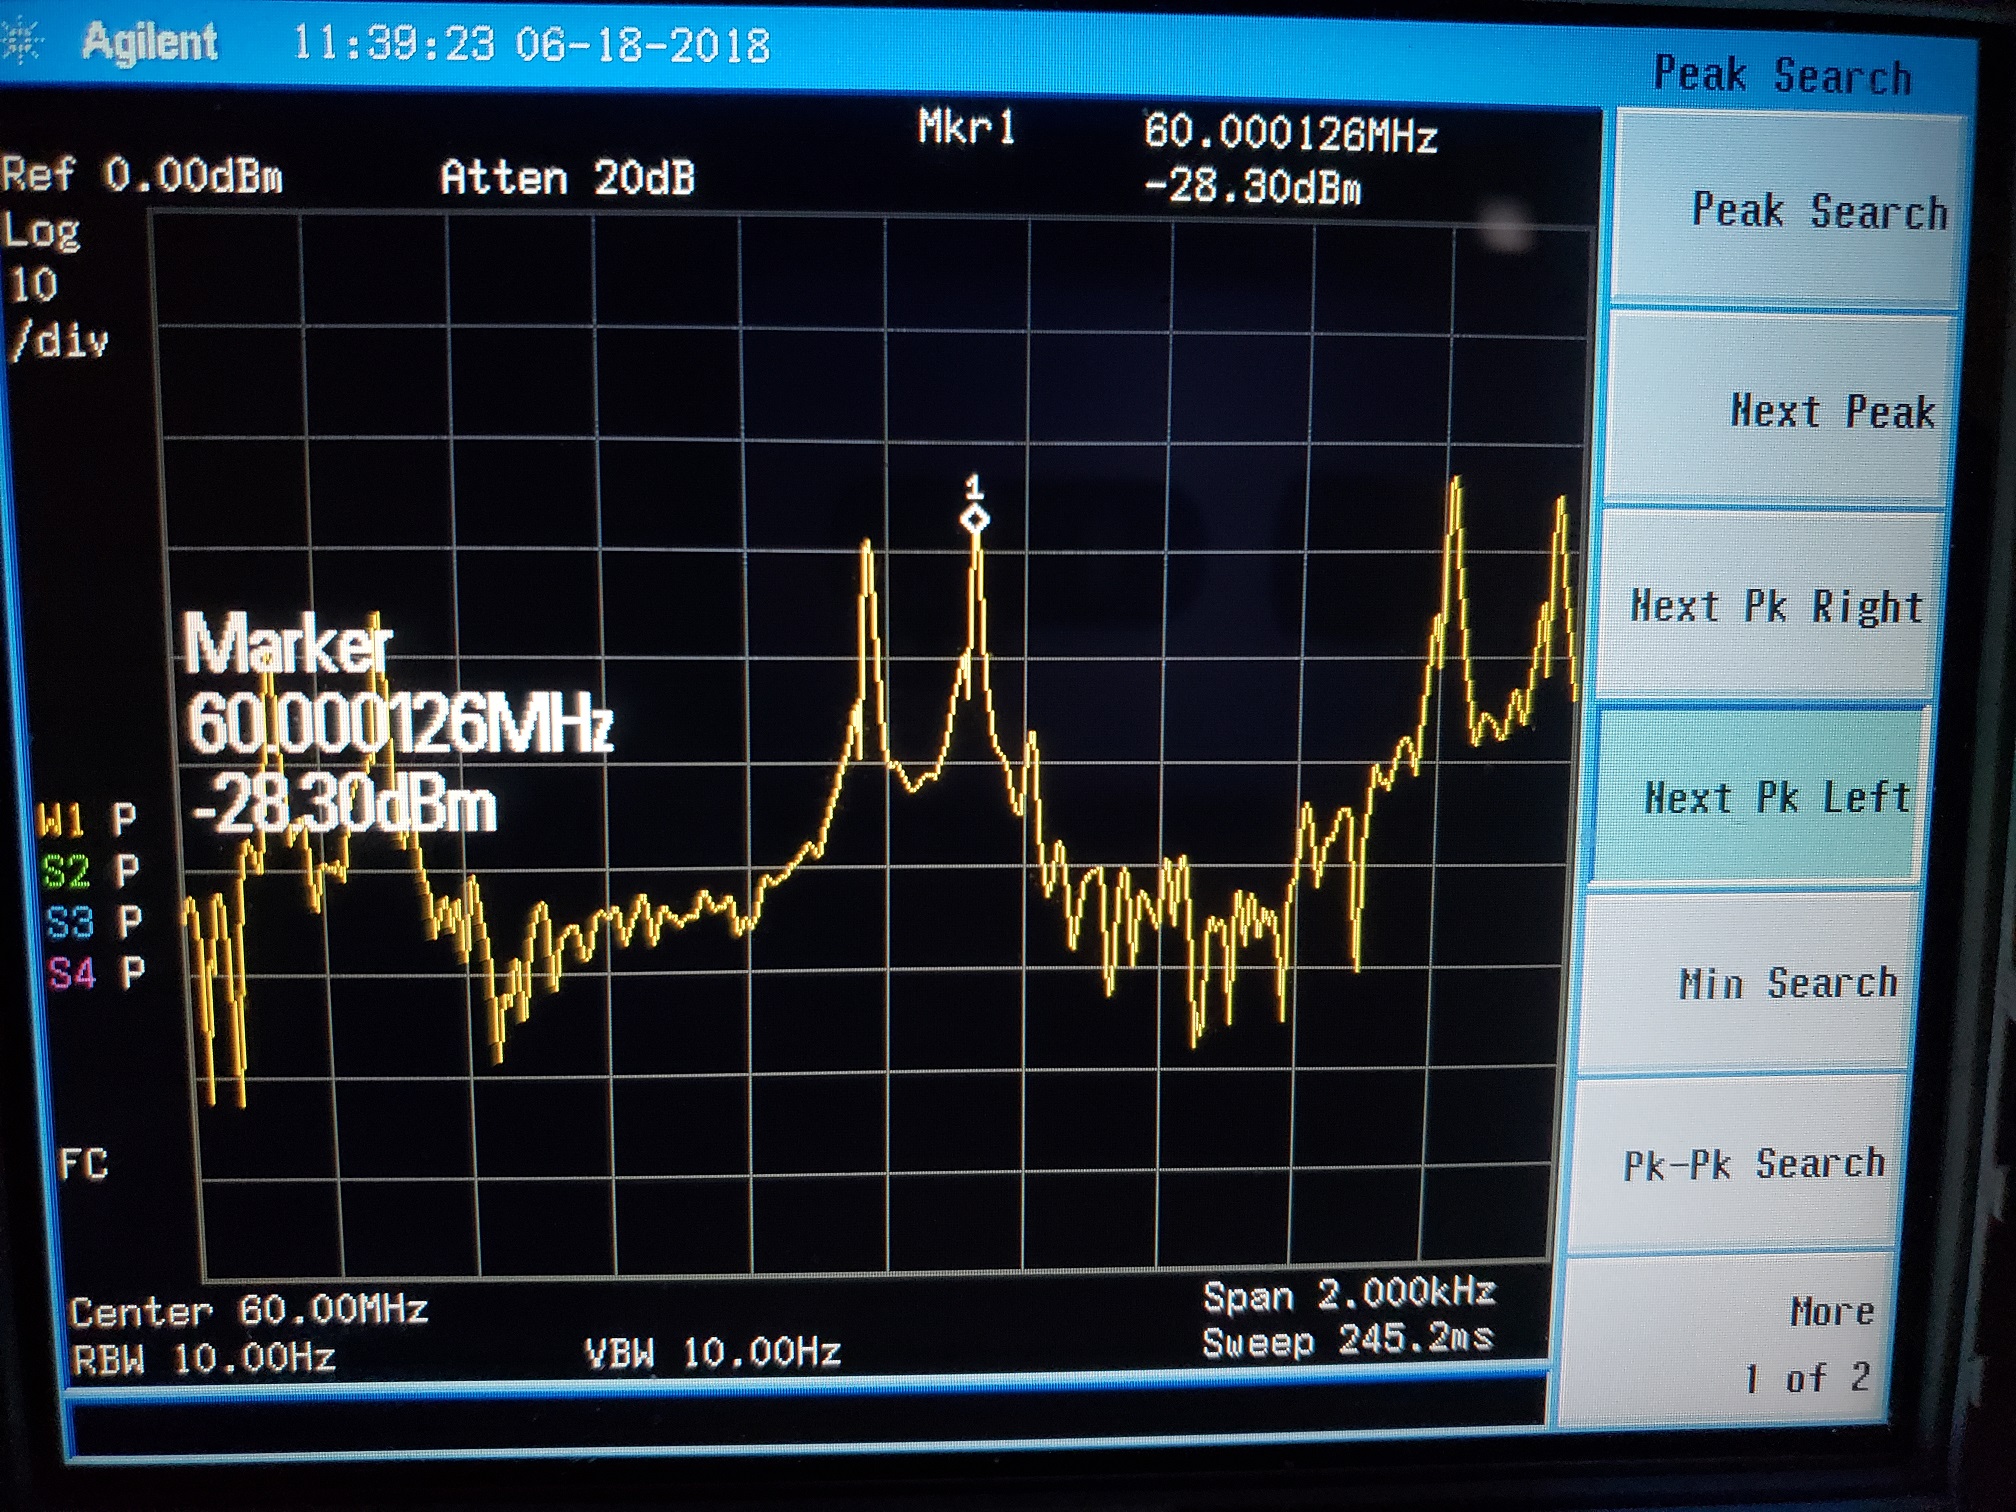 Agilent 11:39:23 06-18-2018
Peak Search
Mkr1 60.000126MHz
-28.30dBm
Ref 0.00dBm Atten 20dB
Log
10
/div
1
Marker
60.000126MHz
-28.30dBm
W1 P
S2 P
S3 P
S4 P
FC
Center 60.00MHz
Span 2.000kHz
RBW 10.00Hz VBW 10.00Hz
Sweep 245.2ms
Peak Search
Next Peak
Next Pk Right
Next Pk Left
Min Search
Pk-Pk Search
More
1 of 2